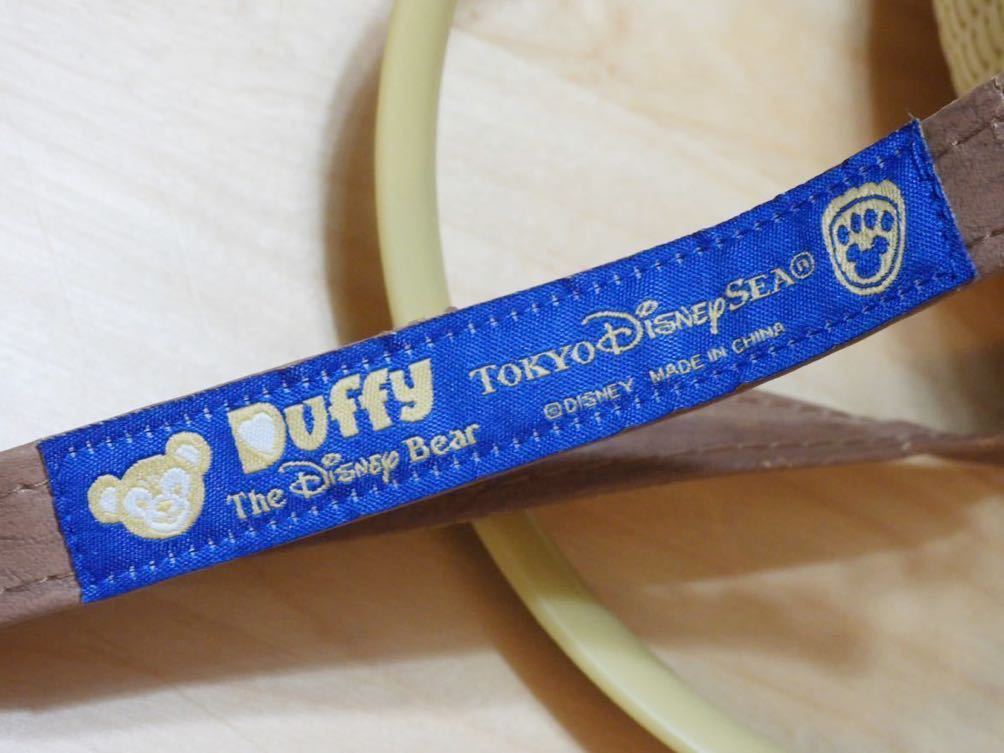 Duffy
The Disney Bear
TOKYO DISNEYSEA®
©DISNEY MADE IN CHINA